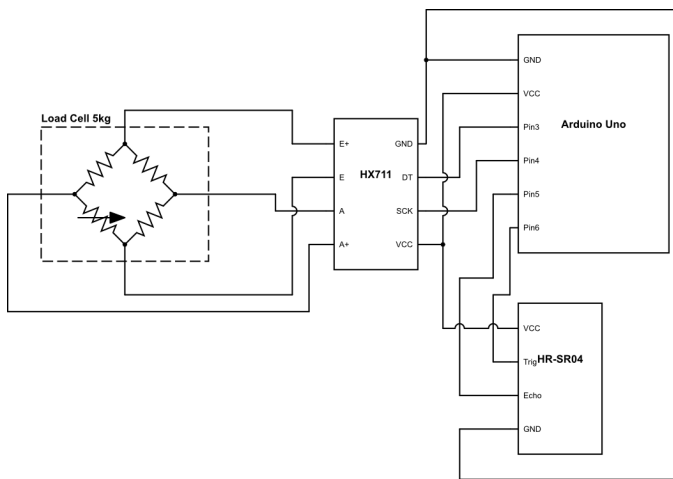 Load Cell 5kg
E+
E
A
A+
HX711
GND
DT
SCK
VCC
GND
VCC
Pin3
Pin4
Pin5
Pin6
Arduino Uno
VCC
Trig
Echo
GND
HR-SR04